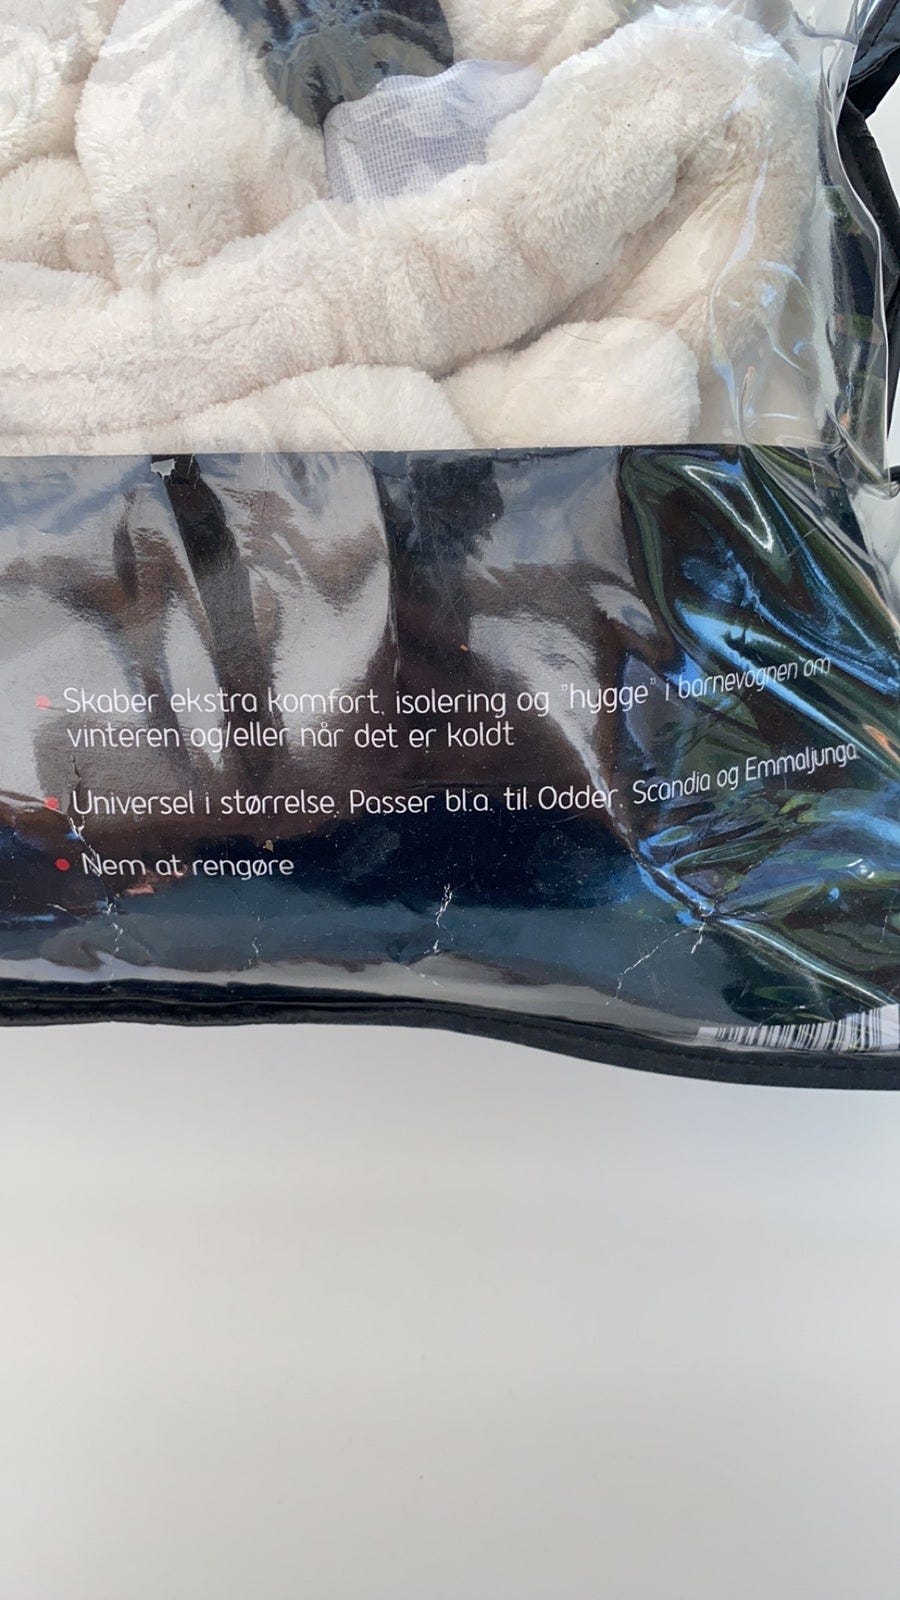 Skaber ekstra komfort, isolering og "hygge" i barnevognen om
vinteren og/eller når det er koldt
Universel i størrelse. Passer bl.a. til Odder, Scandia og Emmaljunga
Nem at rengøre